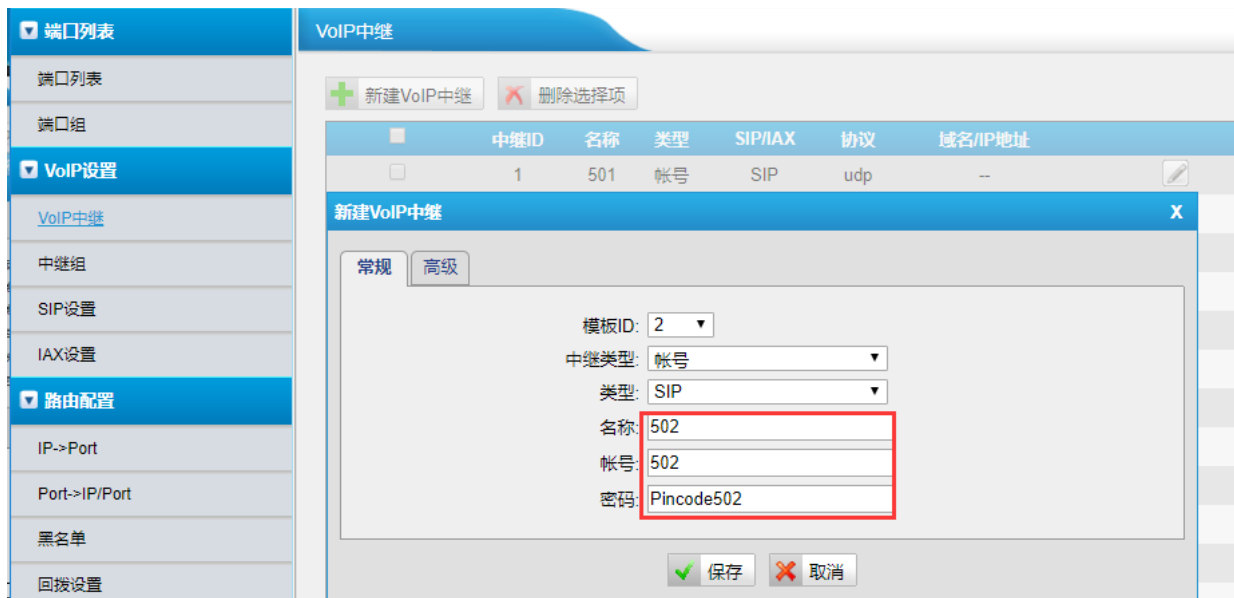 端口列表
端口列表
端口组
VoIP设置
VoIP中继
中继组
SIP设置
IAX设置
路由配置
IP->Port
Port->IP/Port
黑名单
回拨设置
VoIP中继
新建VoIP中继 删除选择项
中继ID 名称 类型 SIP/IAX 协议 域名/IP地址
1 501 帐号 SIP udp --
新建VoIP中继 X
常规 高级
模板ID: 2
中继类型: 帐号
类型: SIP
名称: 502
帐号: 502
密码: Pincode502
保存 取消